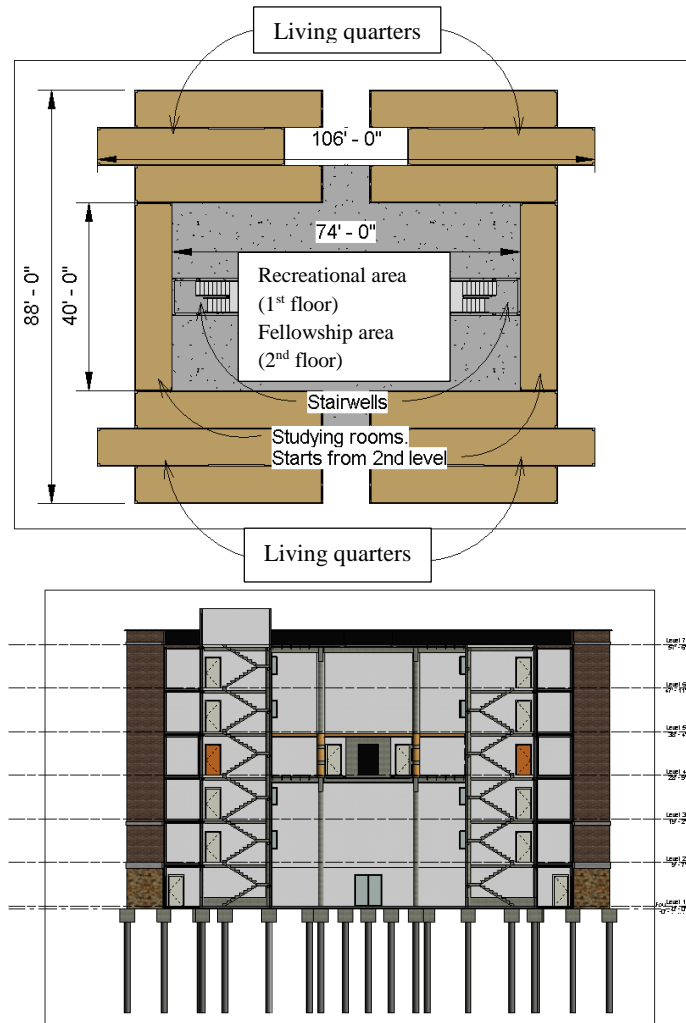 Living quarters
106' - 0"
74' - 0"
88' - 0"
40' - 0"
Recreational area
(1st floor)
Fellowship area
(2nd floor)
Stairwells
Studying rooms.
Starts from 2nd level
Living quarters
Level 7
Level 6
Level 5
Level 4
Level 3
Level 2
Level 1